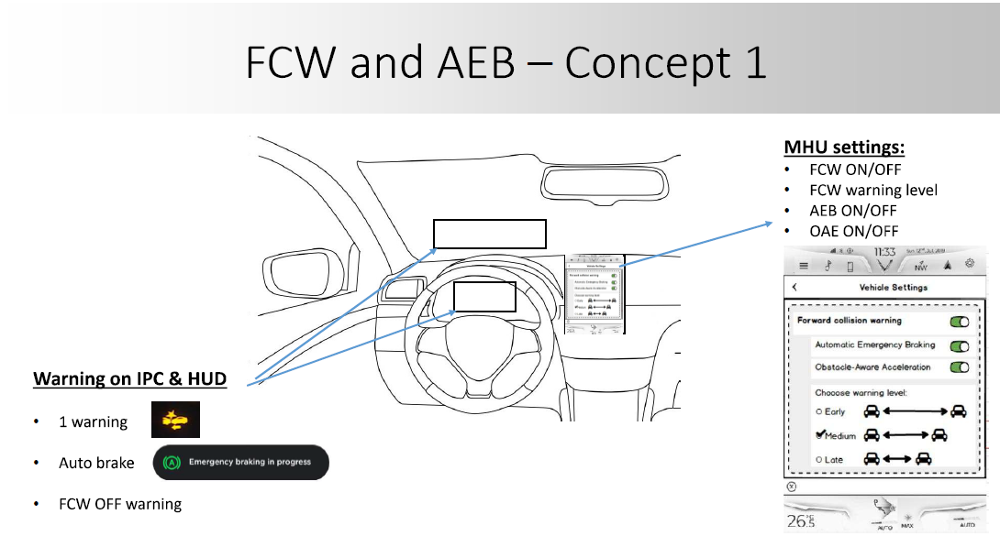 FCW and AEB – Concept 1
MHU settings:
• FCW ON/OFF
• FCW warning level
• AEB ON/OFF
• OAE ON/OFF
11:33
NW
Vehicle Settings
Forward collision warning
Automatic Emergency Braking
Obstacle-Aware Acceleration
Choose warning level:
Early
Medium
Late
26.5
AUTO
MAX
AUTO
Warning on IPC & HUD
• 1 warning
• Auto brake
Emergency braking in progress
• FCW OFF warning